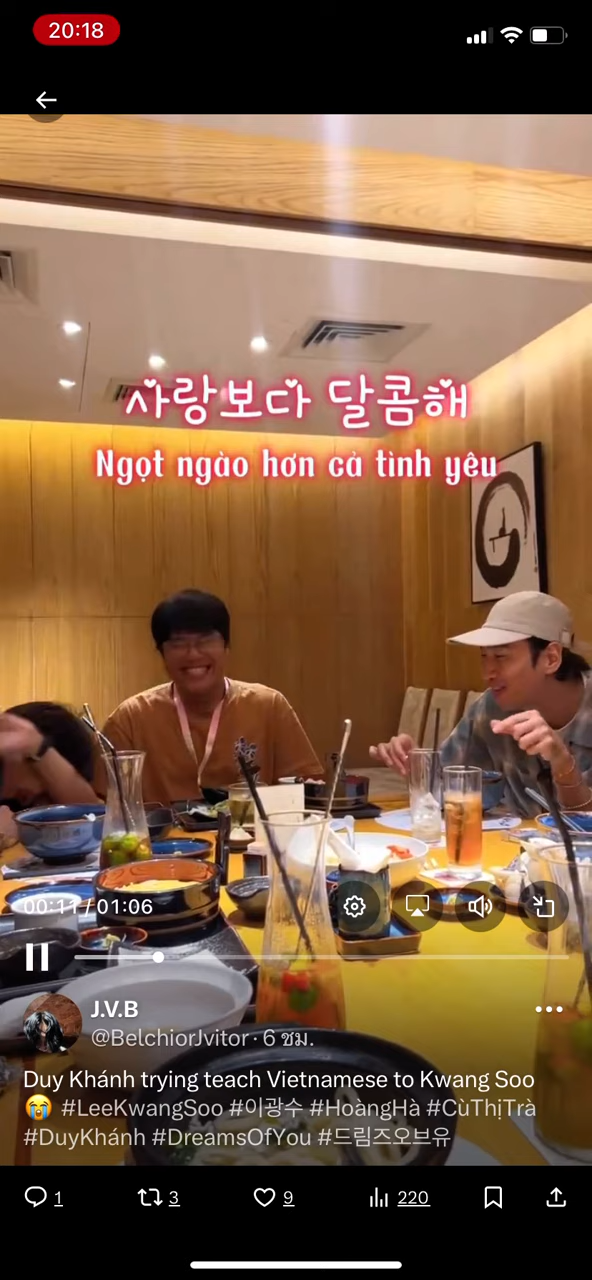 20:18
사랑보다 달콤해
Ngọt ngào hơn cả tình yêu
00:11 / 01:06
J.V.B
@BelchiorJvitor · 6 ชม.
Duy Khánh trying teach Vietnamese to Kwang Soo
😭 #LeeKwangSoo #이광수 #HoàngHà #CùThịTrà
#DuyKhánh #DreamsOfYou #드림즈오브유
1 3 9 220